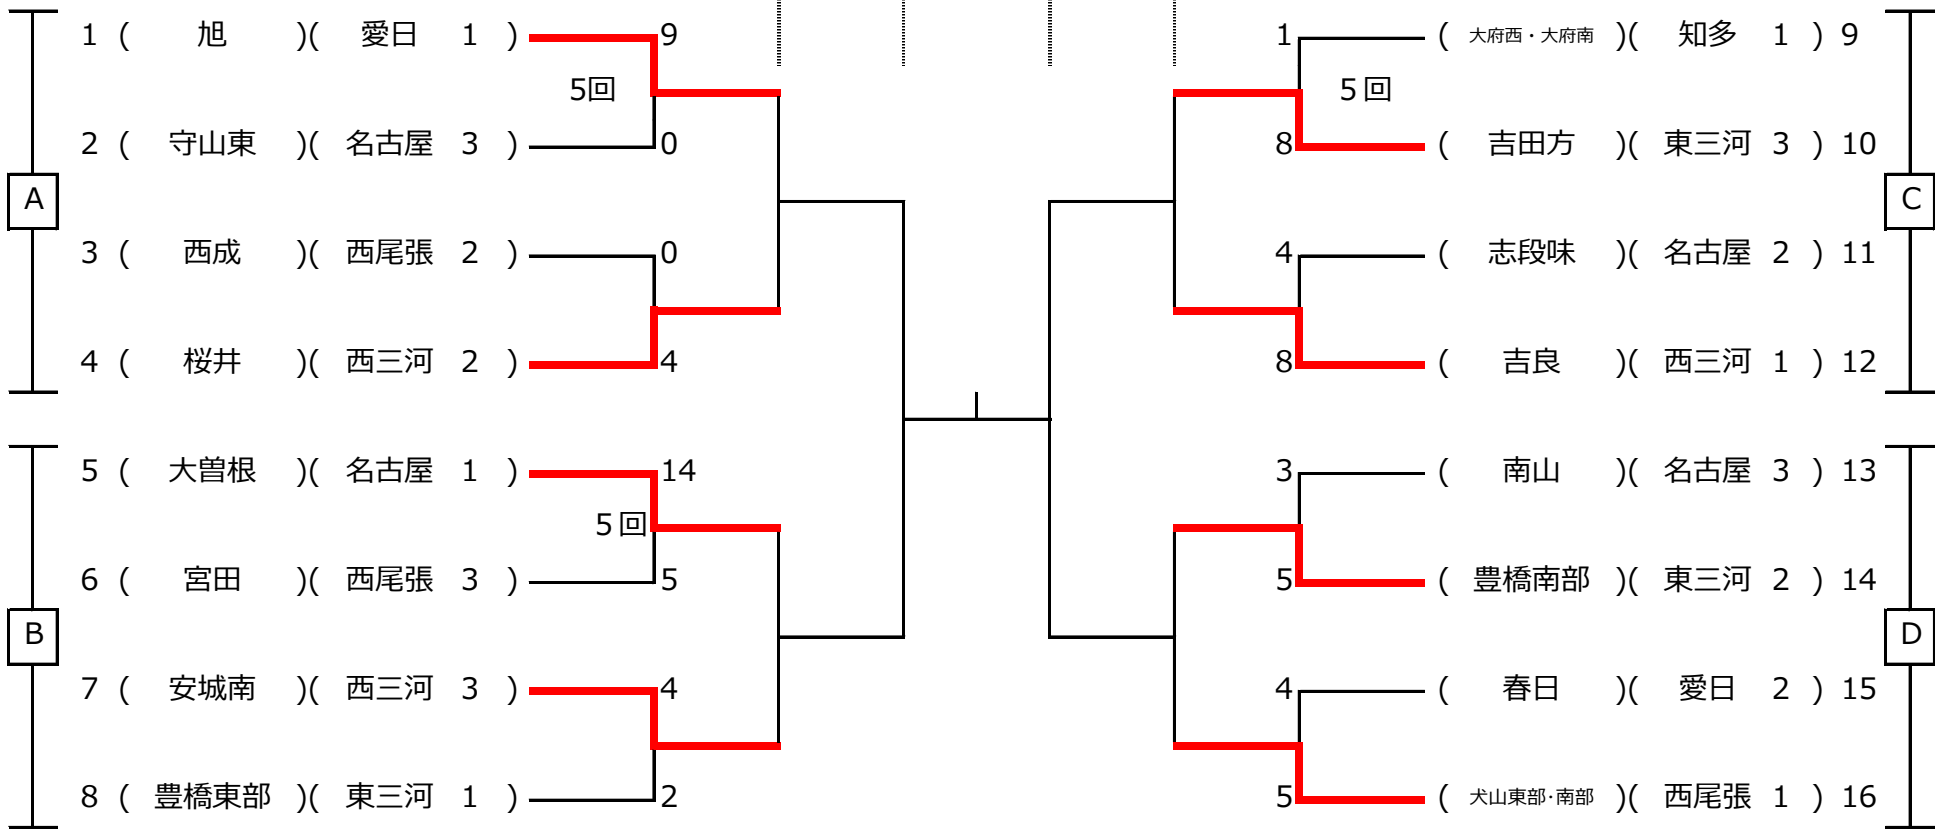 1 ( 旭 )( 愛日 1 ) 9
5回
2 ( 守山東 )( 名古屋 3 ) 0
A
3 ( 西成 )( 西尾張 2 ) 0
4 ( 桜井 )( 西三河 2 ) 4
5 ( 大曽根 )( 名古屋 1 ) 14
5回
6 ( 宮田 )( 西尾張 3 ) 5
B
7 ( 安城南 )( 西三河 3 ) 4
8 ( 豊橋東部 )( 東三河 1 ) 2
1 ( 大府西・大府南 )( 知多 1 ) 9
5回
8 ( 吉田方 )( 東三河 3 ) 10
C
4 ( 志段味 )( 名古屋 2 ) 11
8 ( 吉良 )( 西三河 1 ) 12
3 ( 南山 )( 名古屋 3 ) 13
5 ( 豊橋南部 )( 東三河 2 ) 14
D
4 ( 春日 )( 愛日 2 ) 15
5 ( 犬山東部・南部 )( 西尾張 1 ) 16